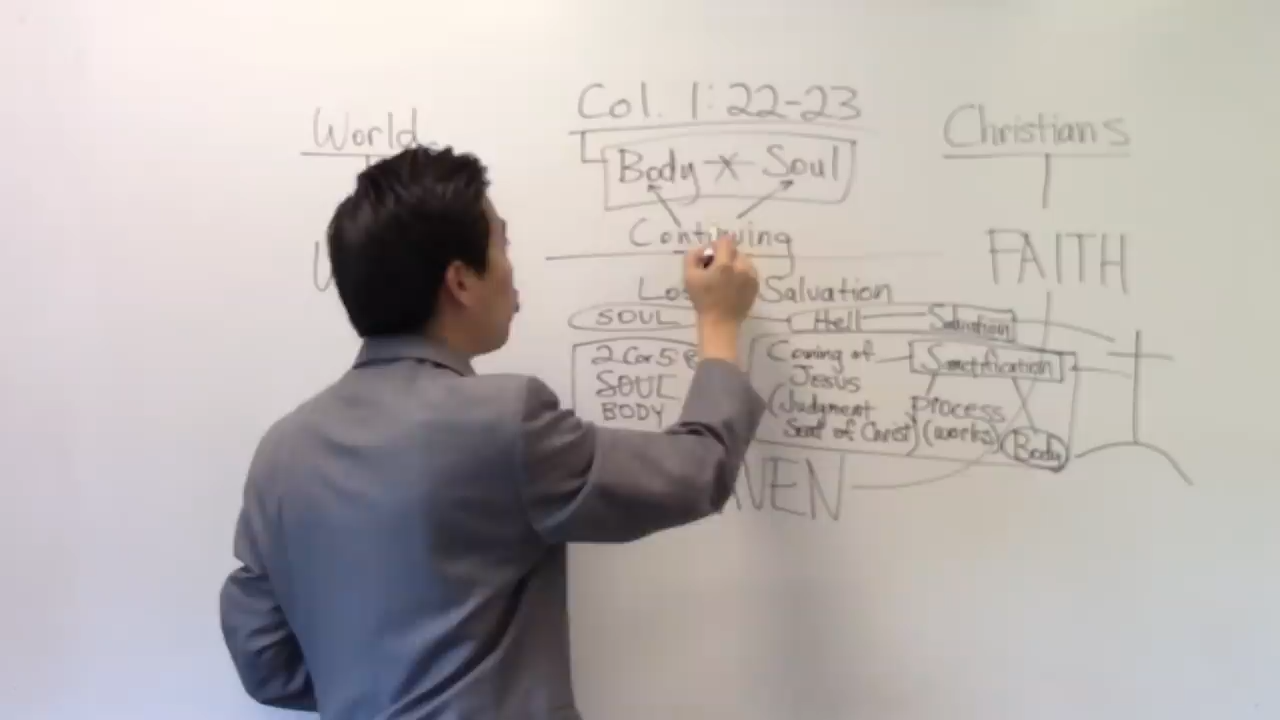 World
Col. 1:22-23
Christians
Body X Soul
Continuing
FAITH
Salvation
SOUL Hell Salvation
2 Cor 5 Coming of Sanctification
SOUL Jesus
BODY (Judgment process
Seat of Christ) (works) Body